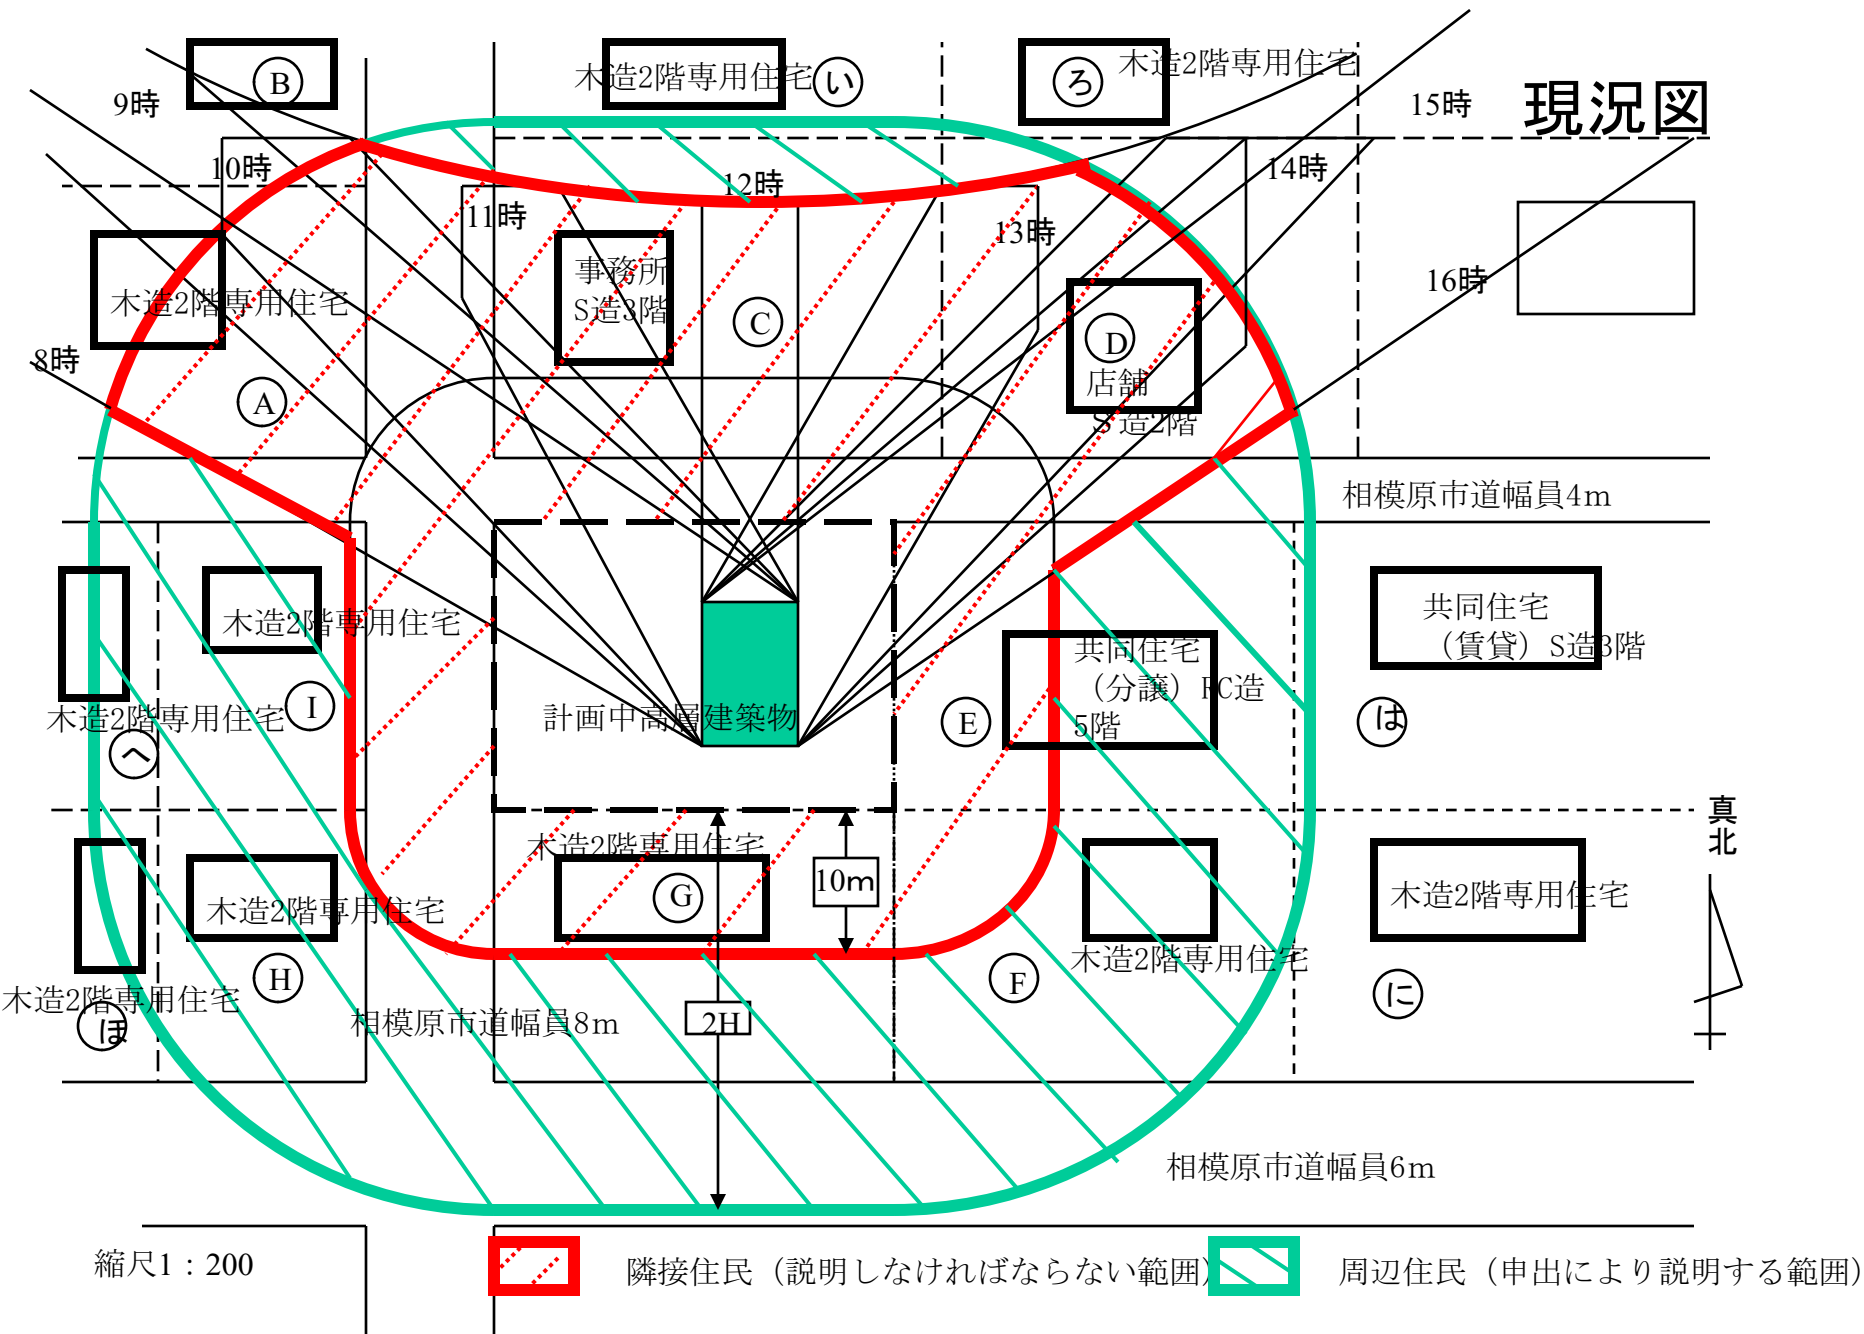 現況図
B
木造2階専用住宅
い
ろ
木造2階専用住宅
9時
15時
10時
12時
14時
11時
13時
16時
事務所
S造3階
C
D
店舗
S造2階
木造2階専用住宅
8時
A
相模原市道幅員4m
木造2階専用住宅
共同住宅
(賃貸)S造3階
共同住宅
(分譲)RC造
5階
I
木造2階専用住宅
へ
計画中高層建築物
E
は
真北
木造2階専用住宅
G
10m
木造2階専用住宅
木造2階専用住宅
木造2階専用住宅
H
F
に
木造2階専用住宅
ほ
相模原市道幅員8m
2H
相模原市道幅員6m
縮尺1:200
隣接住民(説明しなければならない範囲)
周辺住民(申出により説明する範囲)